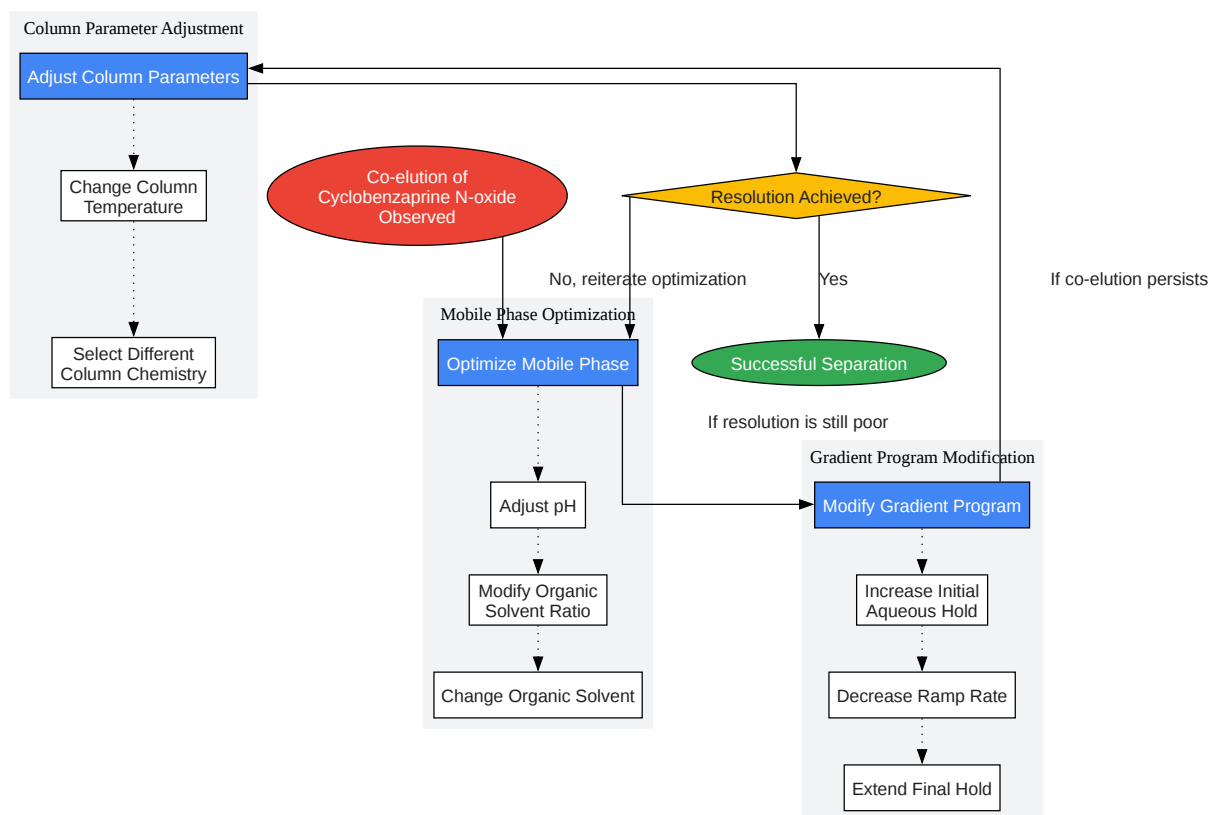 Column Parameter Adjustment
Adjust Column Parameters
Change Column
Temperature
Select Different
Column Chemistry
Co-elution of
Cyclobenzaprine N-oxide
Observed
Resolution Achieved?
No, reiterate optimization
Yes
If co-elution persists
Mobile Phase Optimization
Optimize Mobile Phase
Successful Separation
If resolution is still poor
Adjust pH
Modify Organic
Solvent Ratio
Change Organic Solvent
Gradient Program Modification
Modify Gradient Program
Increase Initial
Aqueous Hold
Decrease Ramp Rate
Extend Final Hold